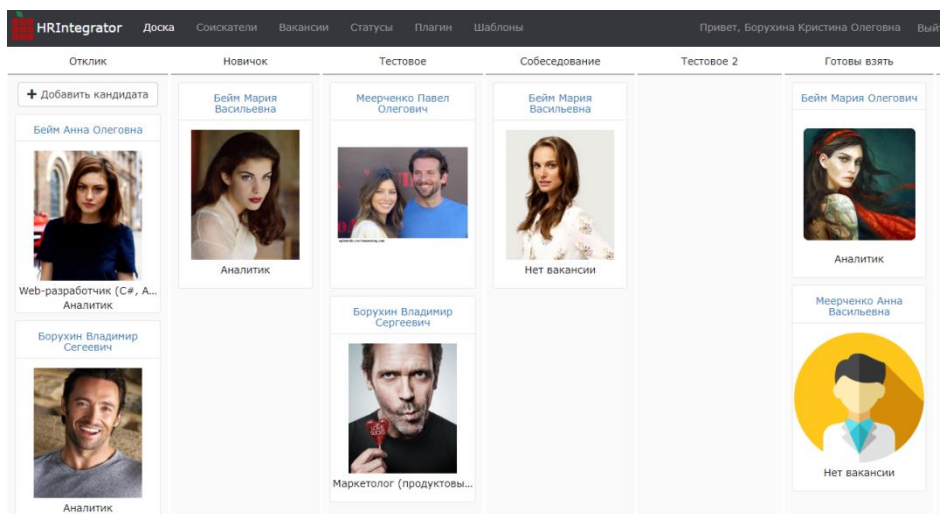 HRIntegrator Доска Соискатели Вакансии Статусы Плагин Шаблоны Привет, Борухина Кристина Олеговна Вый
Отклик Новичок Тестовое Собеседование Тестовое 2 Готовы взять
+ Добавить кандидата
Бейм Анна Олеговна
Web-разработчик (C#, А...
Аналитик
Борухин Владимир
Сегеевич
Аналитик
Бейм Мария
Васильевна
Аналитик
Меерченко Павел
Олегович
Борухин Владимир
Сергеевич
LOVE
SUCKS
Маркетолог (продуктовы...
Бейм Мария
Васильевна
Нет вакансии
Бейм Мария Олегович
Аналитик
Меерченко Анна
Васильевна
Нет вакансии